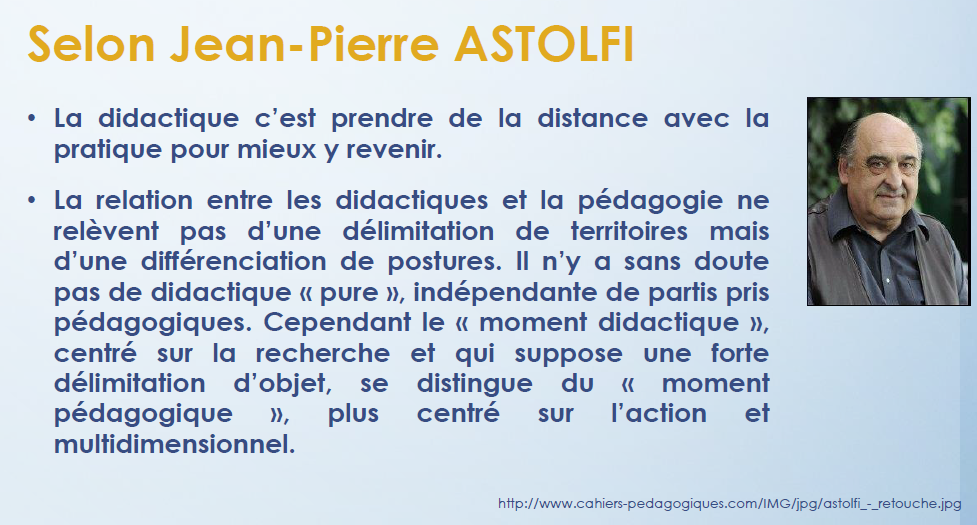 Selon Jean-Pierre ASTOLFI
• La didactique c’est prendre de la distance avec la
pratique pour mieux y revenir.
• La relation entre les didactiques et la pédagogie ne
relèvent pas d’une délimitation de territoires mais
d’une différenciation de postures. Il n’y a sans doute
pas de didactique « pure », indépendante de partis pris
pédagogiques. Cependant le « moment didactique »,
centré sur la recherche et qui suppose une forte
délimitation d’objet, se distingue du « moment
pédagogique », plus centré sur l’action et
multidimensionnel.
http://www.cahiers-pedagogiques.com/IMG/jpg/astolfi_-_retouche.jpg